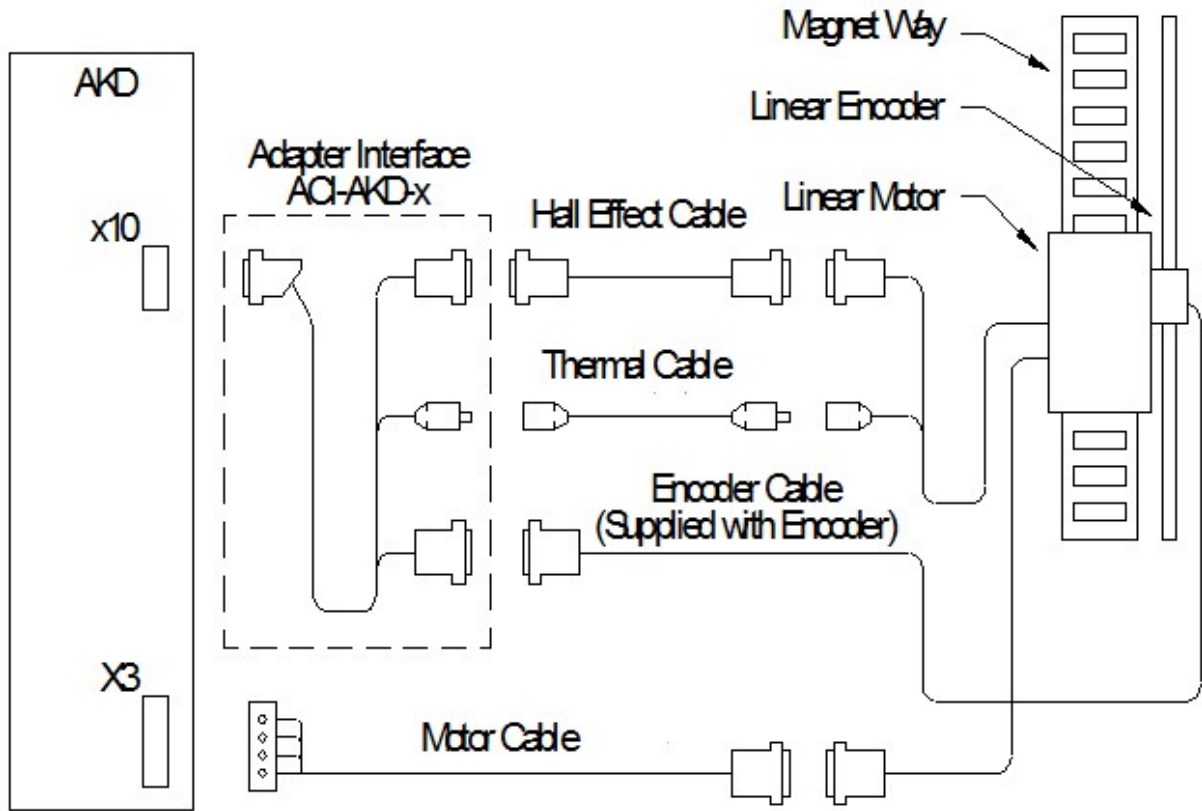 AKD
x10
X3
Adapter Interface
ACI-AKD-x
Hall Effect Cable
Thermal Cable
Encoder Cable
(Supplied with Encoder)
Motor Cable
Magnet Way
Linear Encoder
Linear Motor